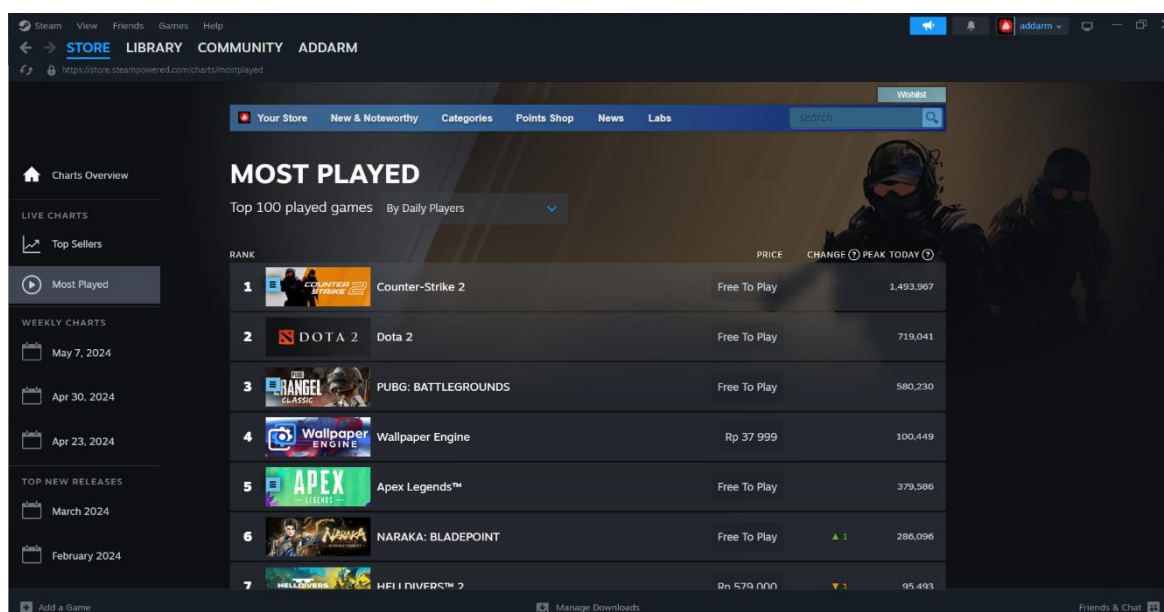 Steam View Friends Games Help
addarm
STORE LIBRARY COMMUNITY ADDARM
https://store.steampowered.com/charts/mostplayed
Wishlist
Your Store New & Noteworthy Categories Points Shop News Labs search
Charts Overview
LIVE CHARTS
Top Sellers
Most Played
WEEKLY CHARTS
May 7, 2024
Apr 30, 2024
Apr 23, 2024
TOP NEW RELEASES
March 2024
February 2024
MOST PLAYED
Top 100 played games By Daily Players
RANK PRICE CHANGE ? PEAK TODAY ?
1 COUNTER STRIKE 2 Counter-Strike 2 Free To Play 1,493,967
2 DOTA 2 Dota 2 Free To Play 719,041
3 PUBG ERANGEL CLASSIC PUBG: BATTLEGROUNDS Free To Play 580,230
4 Wallpaper ENGINE Wallpaper Engine Rp 37 999 100,449
5 APEX LEGENDS Apex Legends™ Free To Play 379,586
6 NARAKA NARAKA: BLADEPOINT Free To Play ▲ 1 286,096
7 HELLDIVERS HELLDIVERS™ 2 Rp 579 000 ▼ 1 95,493
Add a Game Manage Downloads Friends & Chat